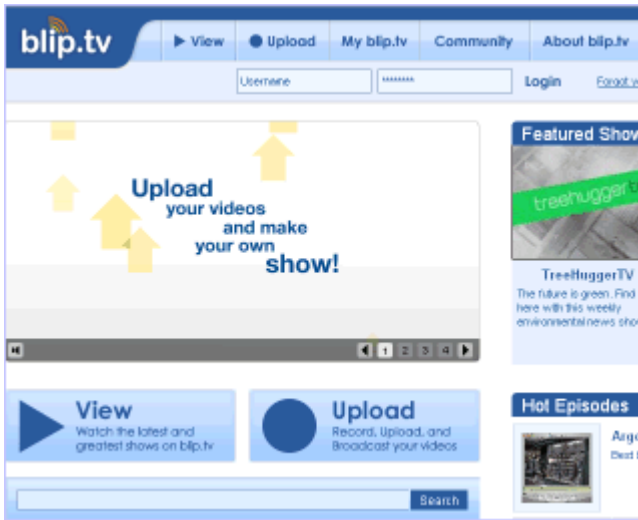 blip.tv
View
Upload
My blip.tv
Community
About blip.tv
Username
********
Login
Forgot
Upload
your videos
and make
your own
show!
1 2 3 4
Featured Show
treehugger
TreeHuggerTV
The future is green. Find
here with this weekly
environmental news sho
View
Watch the latest and
greatest shows on blip.tv
Upload
Record, Upload, and
Broadcast your videos
Search
Hot Episodes
Best